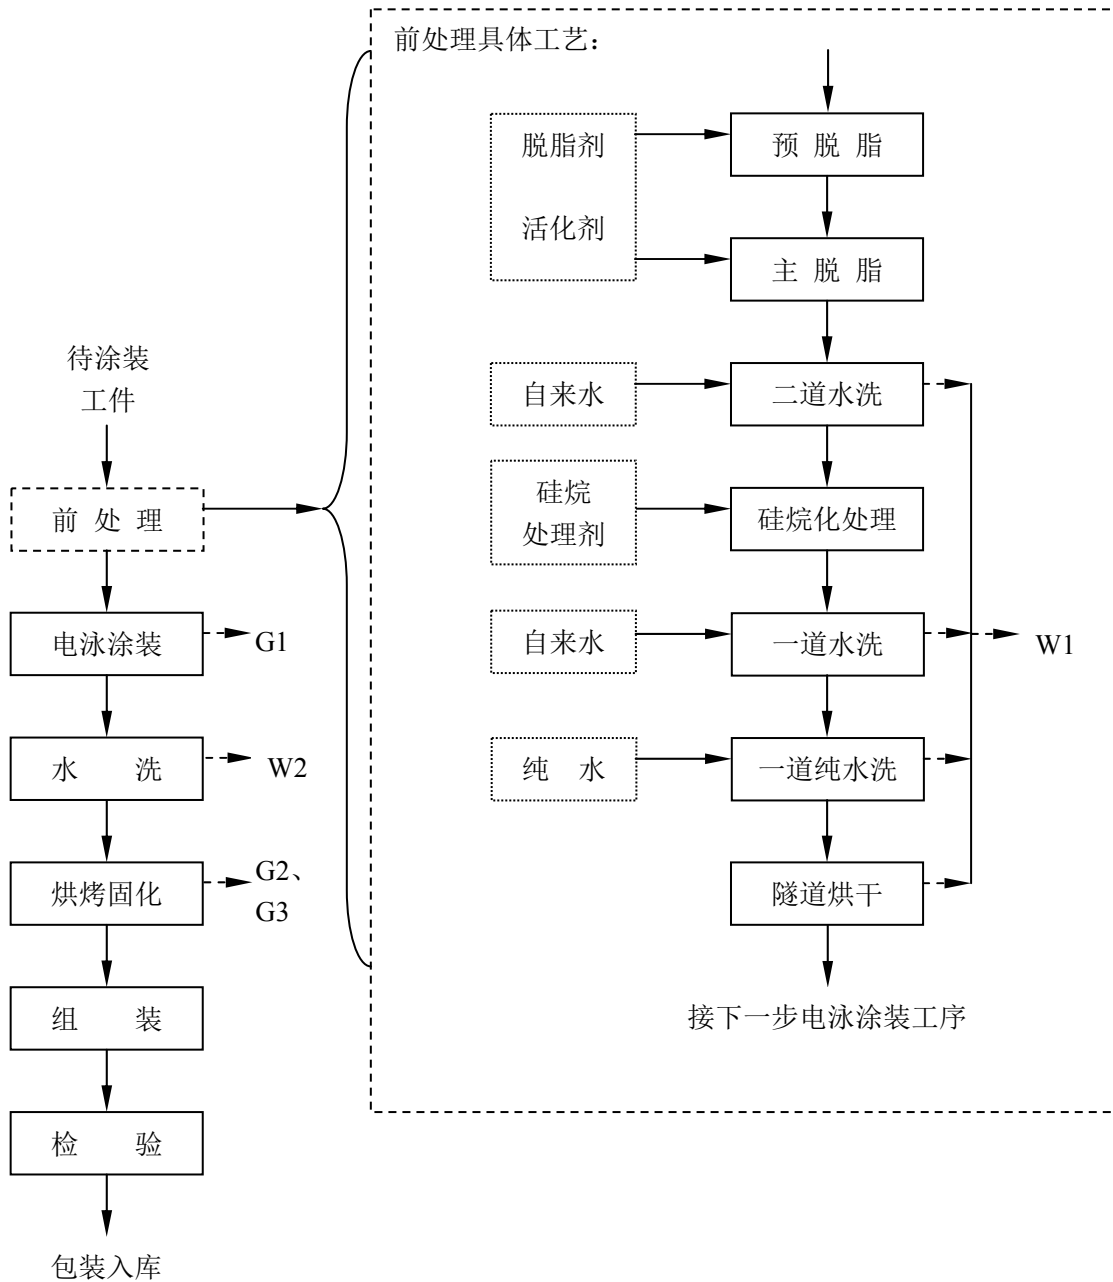 前处理具体工艺：
脱脂剂
活化剂
预 脱 脂
主 脱 脂
自来水
二道水洗
硅烷
处理剂
硅烷化处理
自来水
一道水洗
W1
纯 水
一道纯水洗
隧道烘干
接下一步电泳涂装工序
待涂装
工件
前 处 理
电泳涂装
G1
水 洗
W2
烘烤固化
G2、
G3
组 装
检 验
包装入库